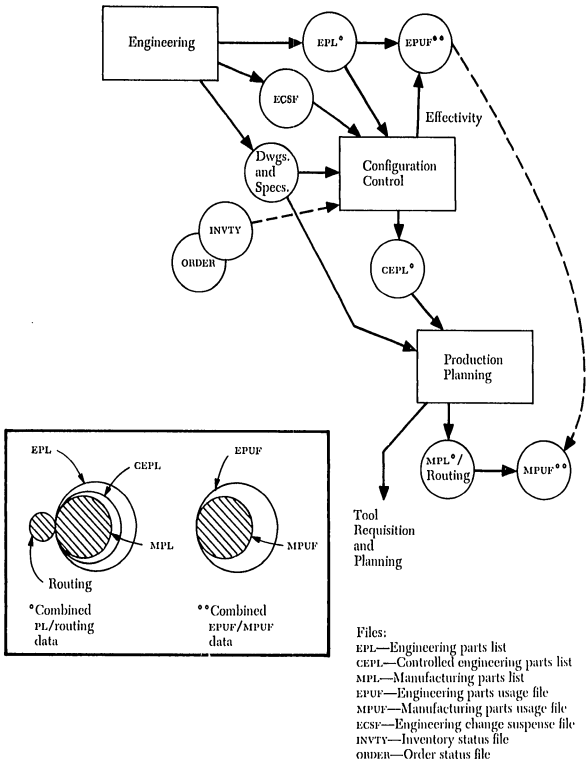 Engineering
EPL°
EPUF°°
ECSF
Effectivity
Dwgs.
and
Specs.
Configuration
Control
INVTY
ORDER
CEPL°
Production
Planning
MPL°/
Routing
MPUF°°
Tool
Requisition
and
Planning
EPL
CEPL
MPL
Routing
°Combined
PL/routing
data
EPUF
MPUF
°°Combined
EPUF/MPUF
data
Files:
EPL—Engineering parts list
CEPL—Controlled engineering parts list
MPL—Manufacturing parts list
EPUF—Engineering parts usage file
MPUF—Manufacturing parts usage file
ECSF—Engineering change suspense file
INVTY—Inventory status file
ORDER—Order status file